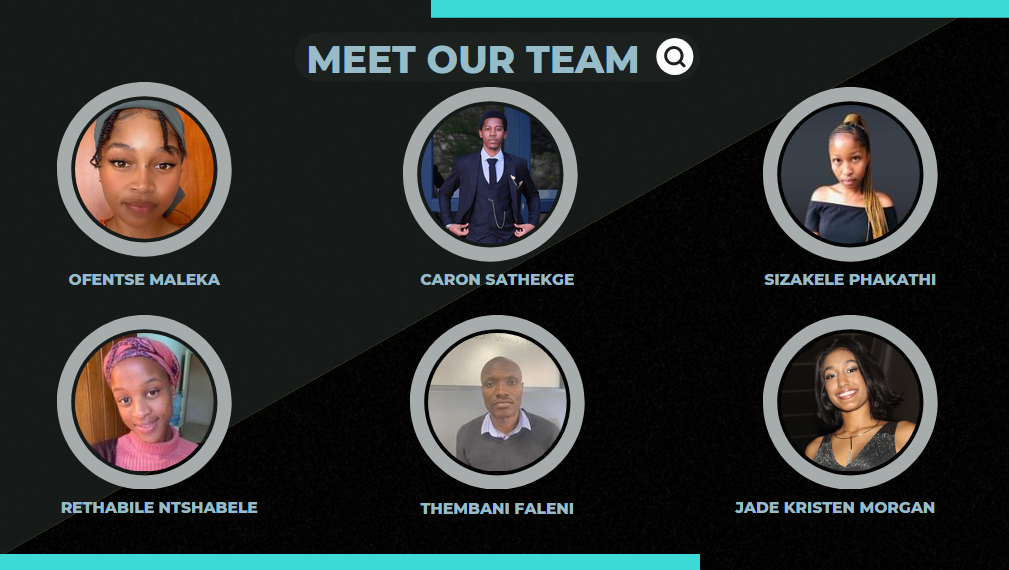 MEET OUR TEAM
OFENTSE MALEKA
CARON SATHEKGE
SIZAKELE PHAKATHI
RETHABILE NTSHABELE
THEMBANI FALENI
JADE KRISTEN MORGAN